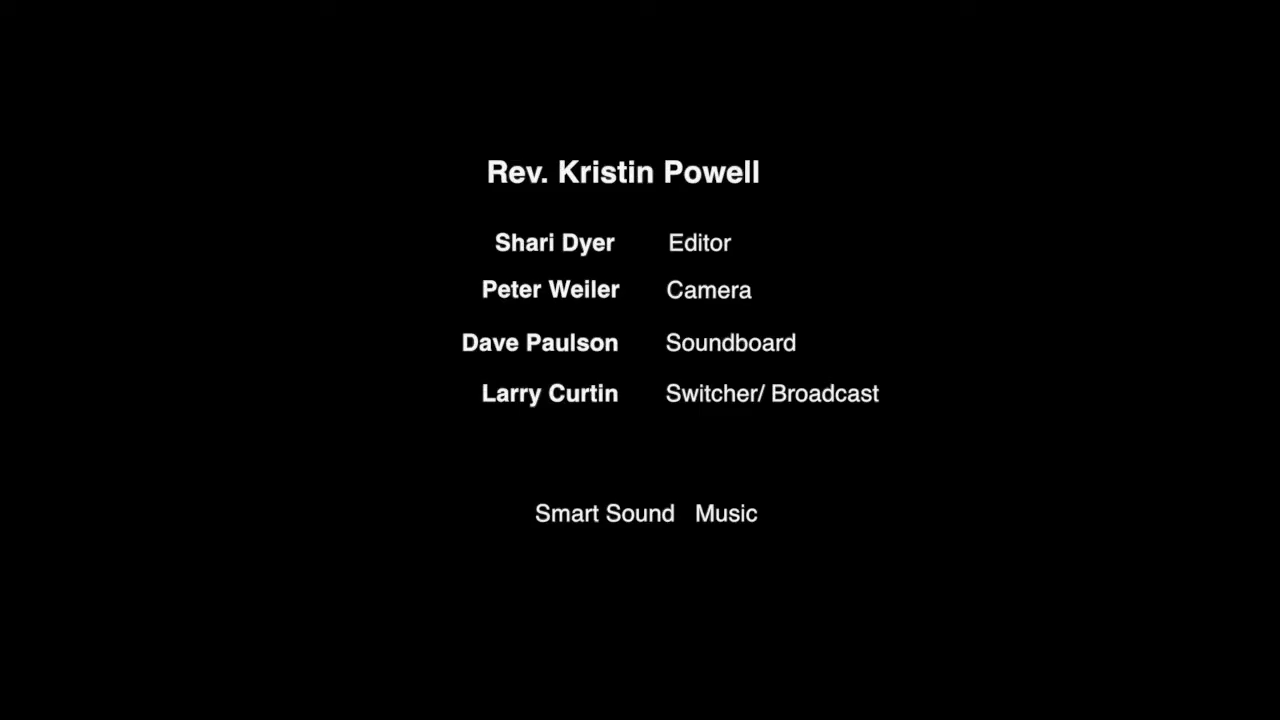 Rev. Kristin Powell
Shari Dyer Editor
Peter Weiler Camera
Dave Paulson Soundboard
Larry Curtin Switcher/ Broadcast
Smart Sound Music